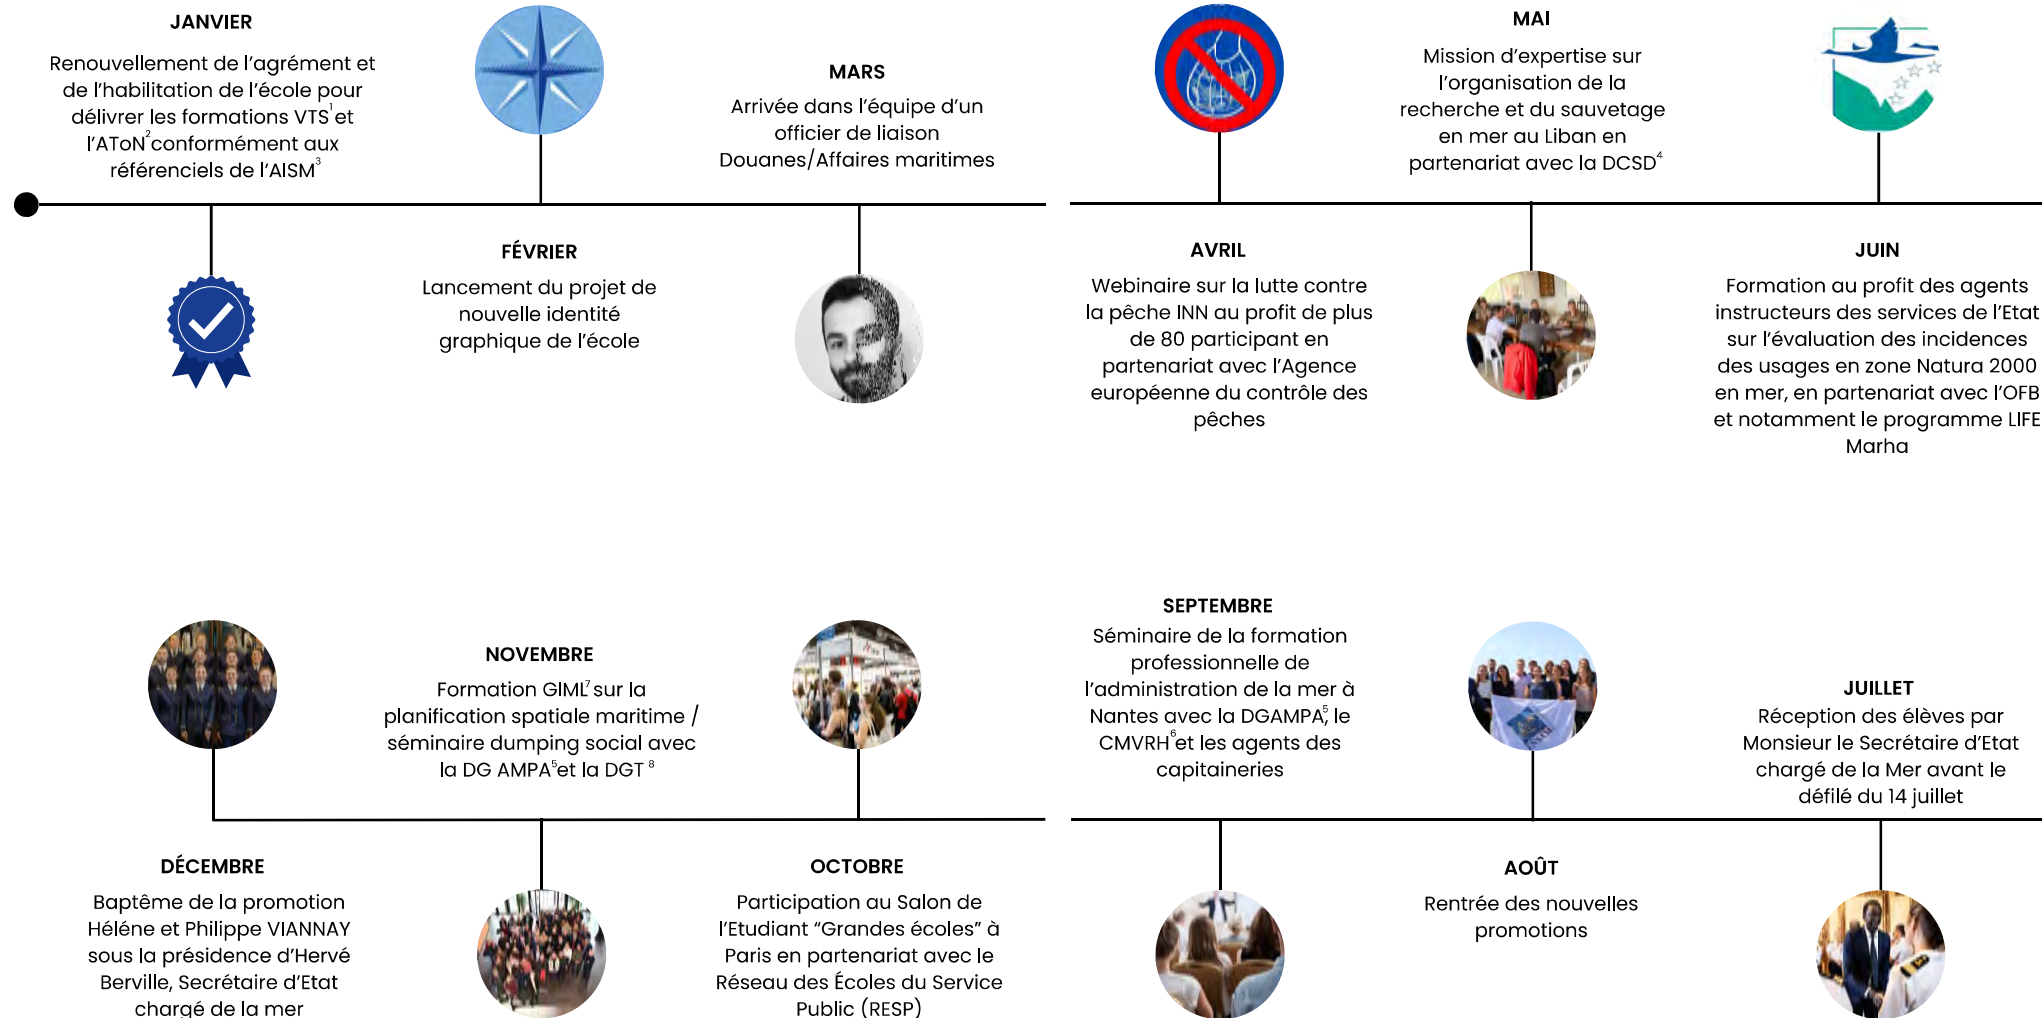 JANVIER
Renouvellement de l'agrément et
de l'habilitation de l'école pour
délivrer les formations VTS¹ et
l'AToN² conformément aux
référenciels de l'AISM³
FÉVRIER
Lancement du projet de
nouvelle identité
graphique de l'école
MARS
Arrivée dans l'équipe d'un
officier de liaison
Douanes/Affaires maritimes
AVRIL
Webinaire sur la lutte contre
la pêche INN au profit de plus
de 80 participant en
partenariat avec l'Agence
européenne du contrôle des
pêches
MAI
Mission d'expertise sur
l'organisation de la
recherche et du sauvetage
en mer au Liban en
partenariat avec la DCSD⁴
JUIN
Formation au profit des agents
instructeurs des services de l'Etat
sur l'évaluation des incidences
des usages en zone Natura 2000
en mer, en partenariat avec l'OFB
et notamment le programme LIFE
Marha
JUILLET
Réception des élèves par
Monsieur le Secrétaire d'Etat
chargé de la Mer avant le
défilé du 14 juillet
AOÛT
Rentrée des nouvelles
promotions
SEPTEMBRE
Séminaire de la formation
professionnelle de
l'administration de la mer à
Nantes avec la DGAMPA⁵, le
CMVRH⁶ et les agents des
capitaineries
OCTOBRE
Participation au Salon de
l'Etudiant “Grandes écoles” à
Paris en partenariat avec le
Réseau des Écoles du Service
Public (RESP)
NOVEMBRE
Formation GIML⁷ sur la
planification spatiale maritime /
séminaire dumping social avec
la DG AMPA⁵ et la DGT ⁸
DÉCEMBRE
Baptême de la promotion
Héléne et Philippe VIANNAY
sous la présidence d'Hervé
Berville, Secrétaire d'Etat
chargé de la mer